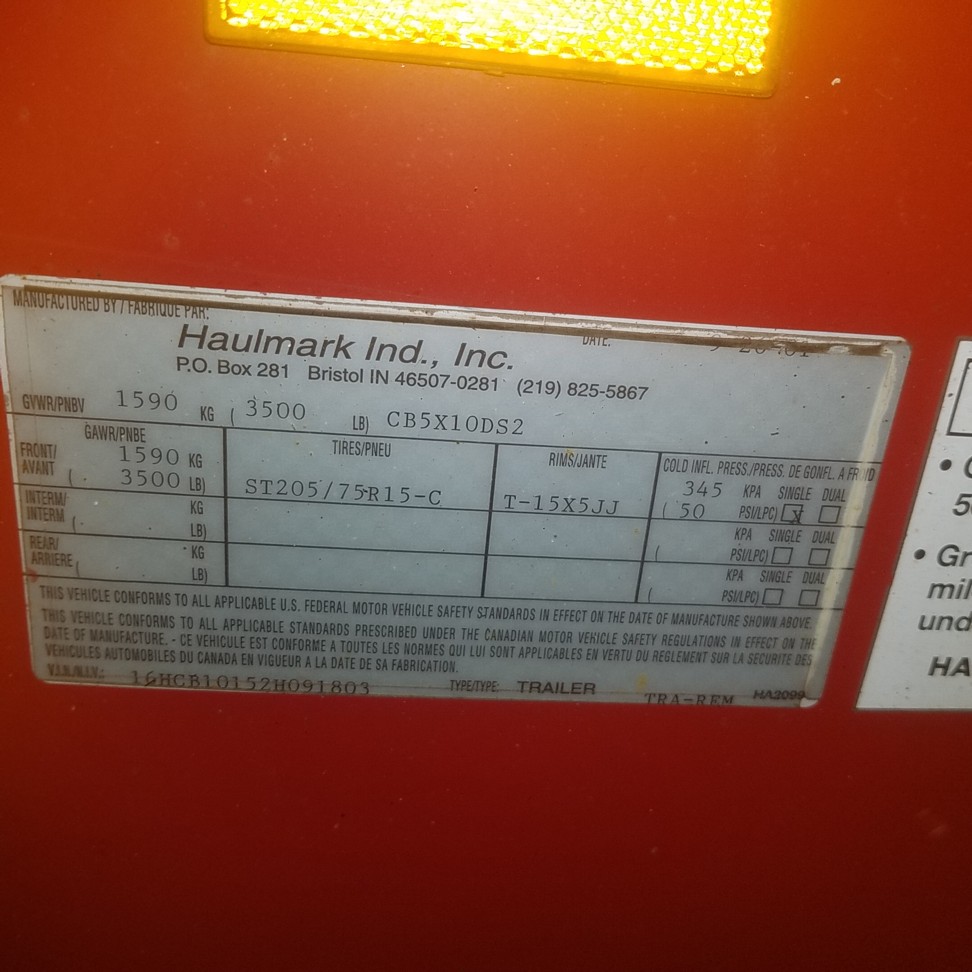 MANUFACTURED BY / FABRIQUE PAR:
Haulmark Ind., Inc.
DATE:
P.O. Box 281 Bristol IN 46507-0281 (219) 825-5867
GVWR/PNBV 1590 KG ( 3500 LB) CB5X10DS2
GAWR/PNBE TIRES/PNEU RIMS/JANTE COLD INFL. PRESS/PRESS. DE GONFL. A FROID
FRONT/ AVANT 1590 KG ( 3500 LB) ST205/75R15-C T-15X5JJ 345 KPA SINGLE DUAL ( 50 PSI/LPC) X
INTERM/ INTERM KG ( LB) KPA SINGLE DUAL ( PSI/LPC)
REAR/ ARRIERE KG ( LB) KPA SINGLE DUAL ( PSI/LPC)
THIS VEHICLE CONFORMS TO ALL APPLICABLE U.S. FEDERAL MOTOR VEHICLE SAFETY STANDARDS IN EFFECT ON THE DATE OF MANUFACTURE SHOWN ABOVE.
THIS VEHICLE CONFORMS TO ALL APPLICABLE STANDARDS PRESCRIBED UNDER THE CANADIAN MOTOR VEHICLE SAFETY REGULATIONS IN EFFECT ON THE
DATE OF MANUFACTURE. - CE VEHICULE EST CONFORME A TOUTES LES NORMES QUI LUI SONT APPLICABLES EN VERTU DU REGLEMENT SUR LA SECURITE DES
VEHICULES AUTOMOBILES DU CANADA EN VIGUEUR A LA DATE DE SA FABRICATION.
V.I.N./N.I.V.: 16HCB10152H091803 TYPE/TYPE: TRAILER TRA-REM HA2099
• Gr
mil
und
HA